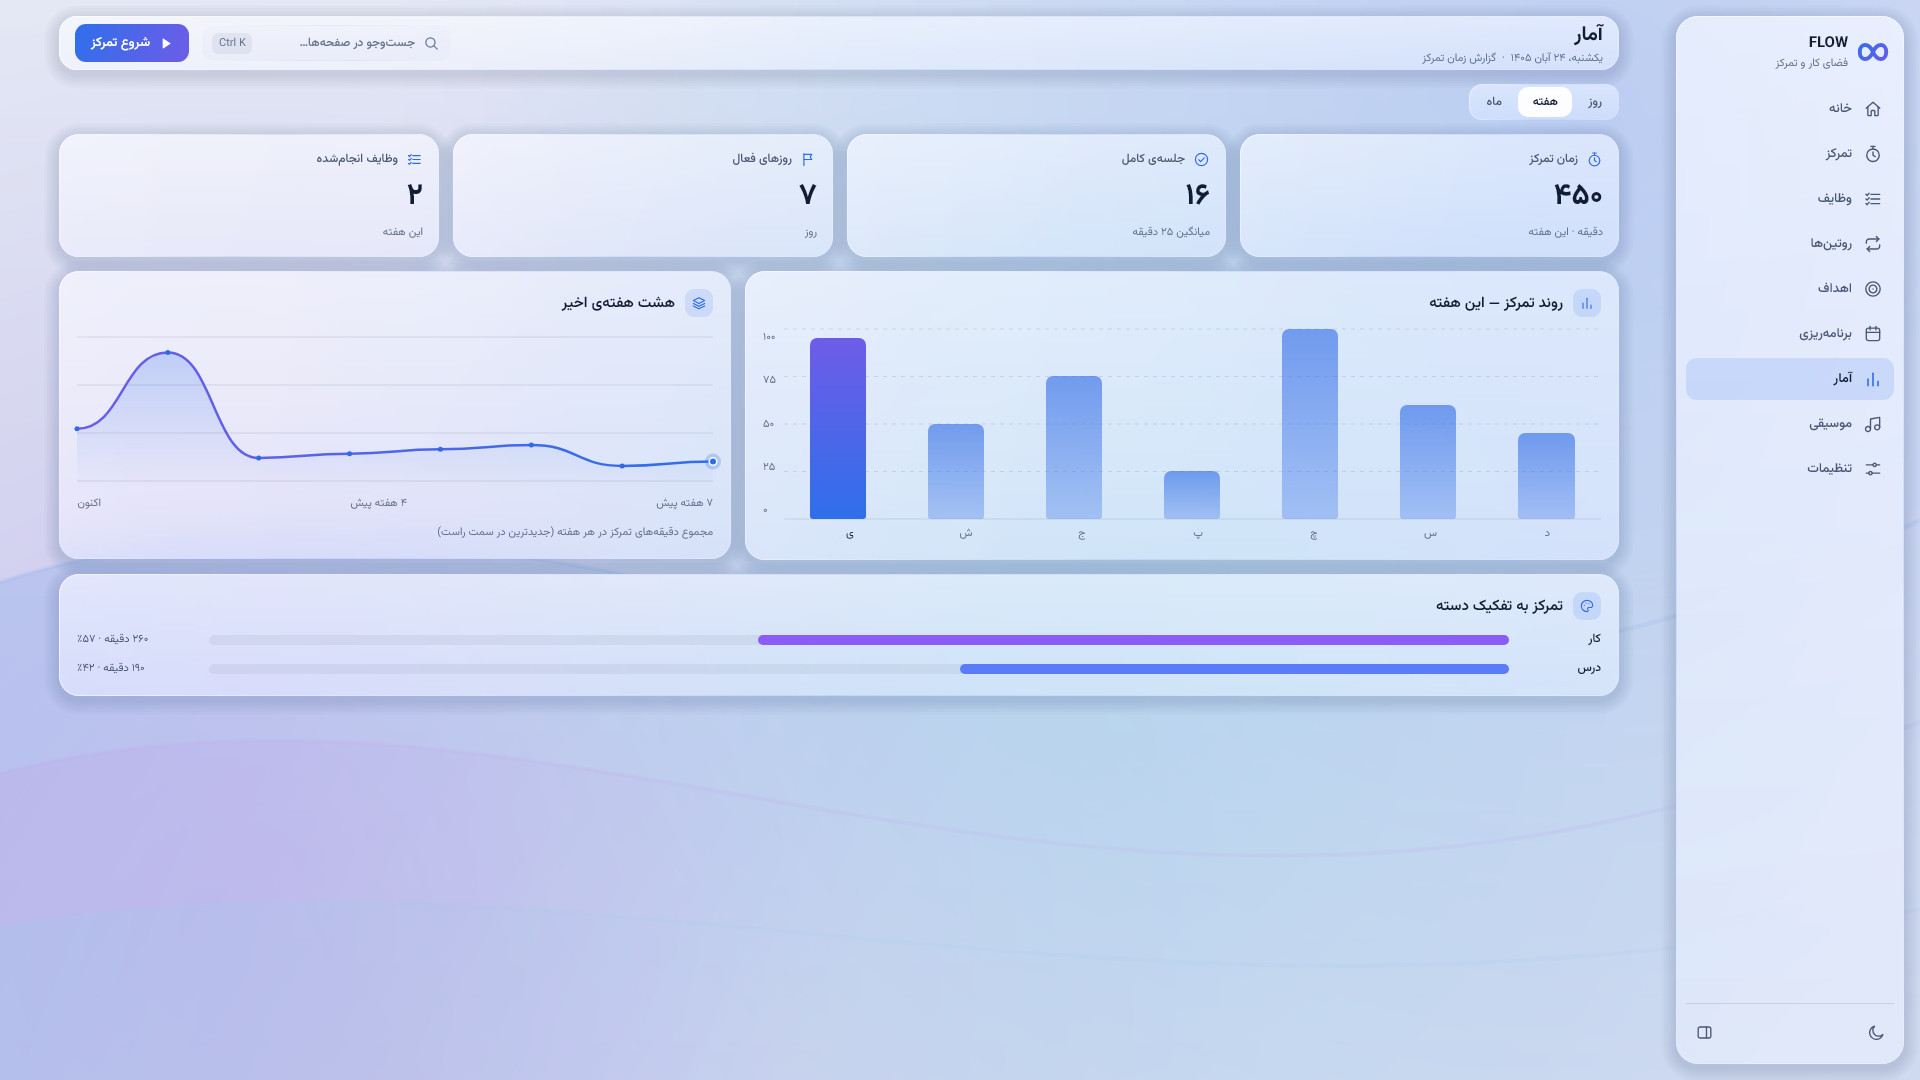 FLOW
فضای کار و تمرکز
خانه
تمرکز
وظایف
روتین‌ها
اهداف
برنامه‌ریزی
آمار
موسیقی
تنظیمات
آمار
یکشنبه، ۲۴ آبان ۱۴۰۵ · گزارش زمان تمرکز
جست‌وجو در صفحه‌ها...
Ctrl K
شروع تمرکز
روز
هفته
ماه
زمان تمرکز
۴۵۰
دقیقه · این هفته
جلسه‌ی کامل
۱۶
میانگین ۲۵ دقیقه
روزهای فعال
۷
روز
وظایف انجام‌شده
۲
این هفته
روند تمرکز — این هفته
۱۰۰
۷۵
۵۰
۲۵
۰
د
س
چ
پ
ج
ش
ی
هشت هفته‌ی اخیر
۷ هفته پیش
۴ هفته پیش
اکنون
مجموع دقیقه‌های تمرکز در هر هفته (جدیدترین در سمت راست)
تمرکز به تفکیک دسته
کار
۲۶۰ دقیقه · ۵۷٪
درس
۱۹۰ دقیقه · ۴۲٪